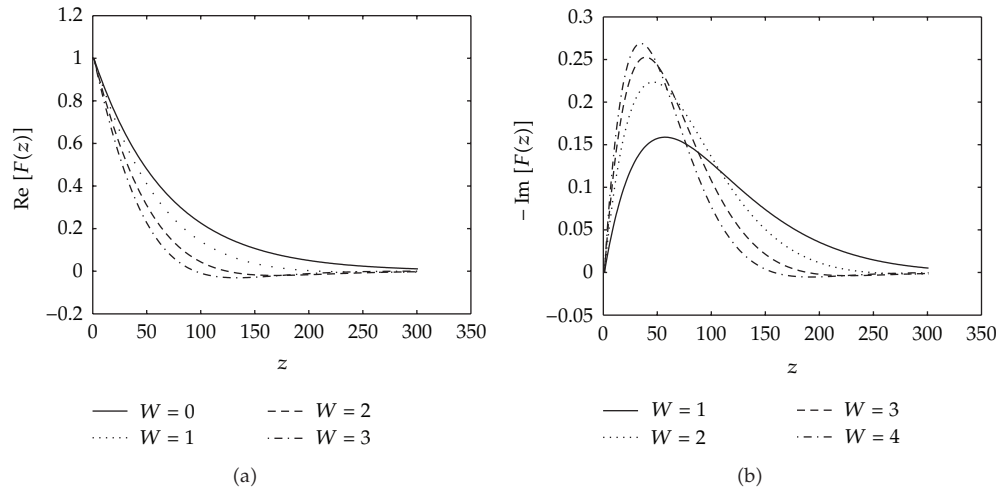 1.2
1
0.8
0.6
0.4
0.2
0
−0.2
Re [F(z)]
0 50 100 150 200 250 300 350
z
W = 0
W = 1
W = 2
W = 3
(a)
0.3
0.25
0.2
0.15
0.1
0.05
0
−0.05
− Im [F(z)]
0 50 100 150 200 250 300 350
z
W = 1
W = 2
W = 3
W = 4
(b)